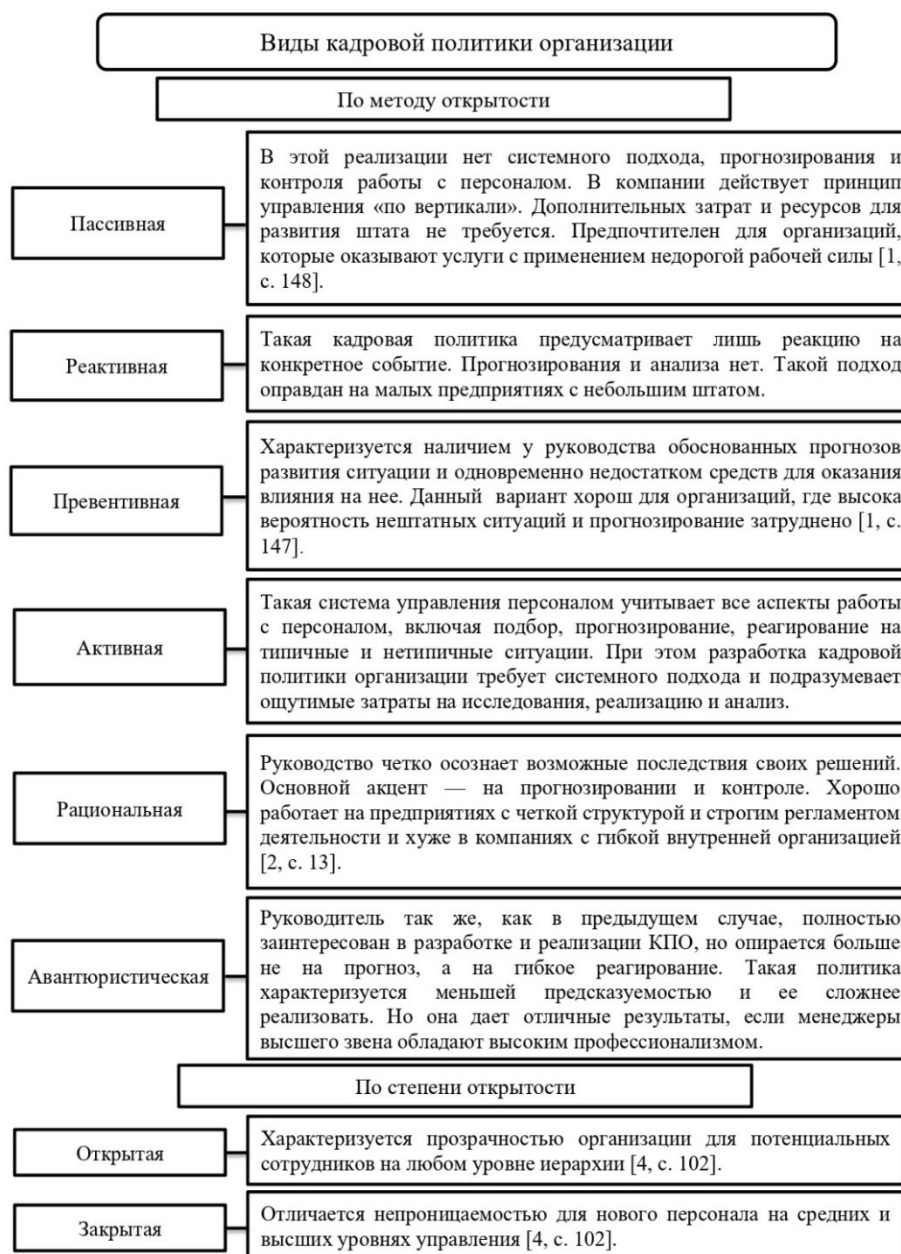 Виды кадровой политики организации
По методу открытости
Пассивная
В этой реализации нет системного подхода, прогнозирования и
контроля работы с персоналом. В компании действует принцип
управления «по вертикали». Дополнительных затрат и ресурсов для
развития штата не требуется. Предпочтителен для организаций,
которые оказывают услуги с применением недорогой рабочей силы [1,
с. 148].
Реактивная
Такая кадровая политика предусматривает лишь реакцию на
конкретное событие. Прогнозирования и анализа нет. Такой подход
оправдан на малых предприятиях с небольшим штатом.
Превентивная
Характеризуется наличием у руководства обоснованных прогнозов
развития ситуации и одновременно недостатком средств для оказания
влияния на нее. Данный вариант хорош для организаций, где высока
вероятность нештатных ситуаций и прогнозирование затруднено [1, с.
147].
Активная
Такая система управления персоналом учитывает все аспекты работы
с персоналом, включая подбор, прогнозирование, реагирование на
типичные и нетипичные ситуации. При этом разработка кадровой
политики организации требует системного подхода и подразумевает
ощутимые затраты на исследования, реализацию и анализ.
Рациональная
Руководство четко осознает возможные последствия своих решений.
Основной акцент — на прогнозировании и контроле. Хорошо
работает на предприятиях с четкой структурой и строгим регламентом
деятельности и хуже в компаниях с гибкой внутренней организацией
[2, с. 13].
Авантюристическая
Руководитель так же, как в предыдущем случае, полностью
заинтересован в разработке и реализации КПО, но опирается больше
не на прогноз, а на гибкое реагирование. Такая политика
характеризуется меньшей предсказуемостью и ее сложнее
реализовать. Но она дает отличные результаты, если менеджеры
высшего звена обладают высоким профессионализмом.
По степени открытости
Открытая
Характеризуется прозрачностью организации для потенциальных
сотрудников на любом уровне иерархии [4, с. 102].
Закрытая
Отличается непроницаемостью для нового персонала на средних и
высших уровнях управления [4, с. 102].